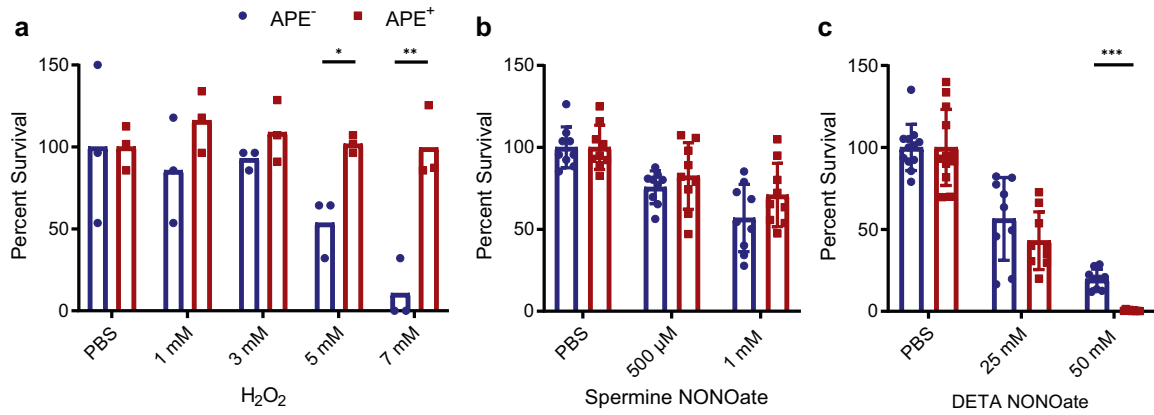 APE⁻ APE⁺
a
* **
Percent Survival
150
100
50
0
PBS 1 mM 3 mM 5 mM 7 mM
H₂O₂
b
Percent Survival
150
100
50
0
PBS 500 μM 1 mM
Spermine NONOate
c
***
Percent Survival
150
100
50
0
PBS 25 mM 50 mM
DETA NONOate